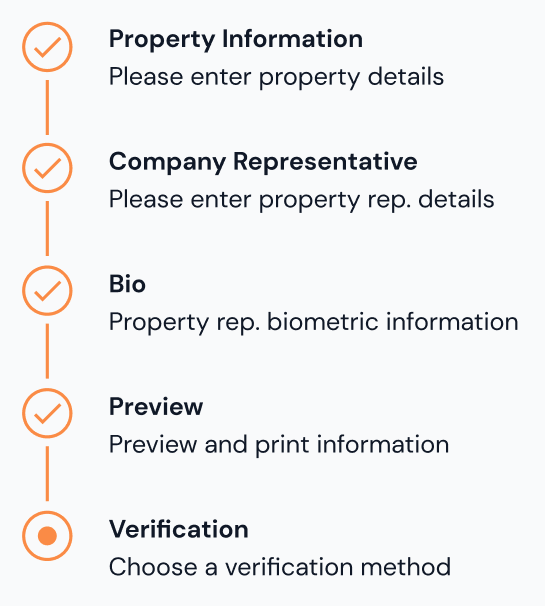 Property Information
Please enter property details
Company Representative
Please enter property rep. details
Bio
Property rep. biometric information
Preview
Preview and print information
Verification
Choose a verification method